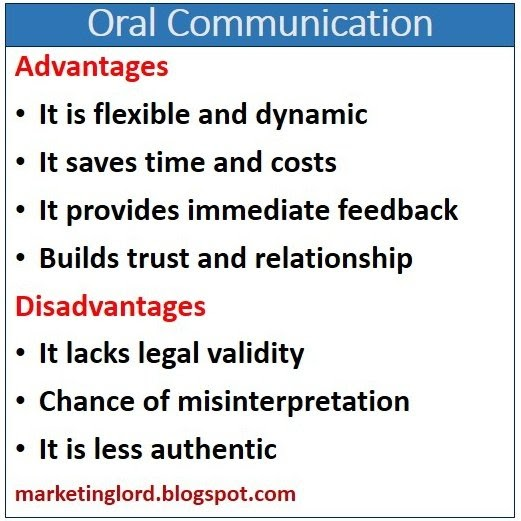 Oral Communication
Advantages
• It is flexible and dynamic
• It saves time and costs
• It provides immediate feedback
• Builds trust and relationship
Disadvantages
• It lacks legal validity
• Chance of misinterpretation
• It is less authentic
marketinglord.blogspot.com